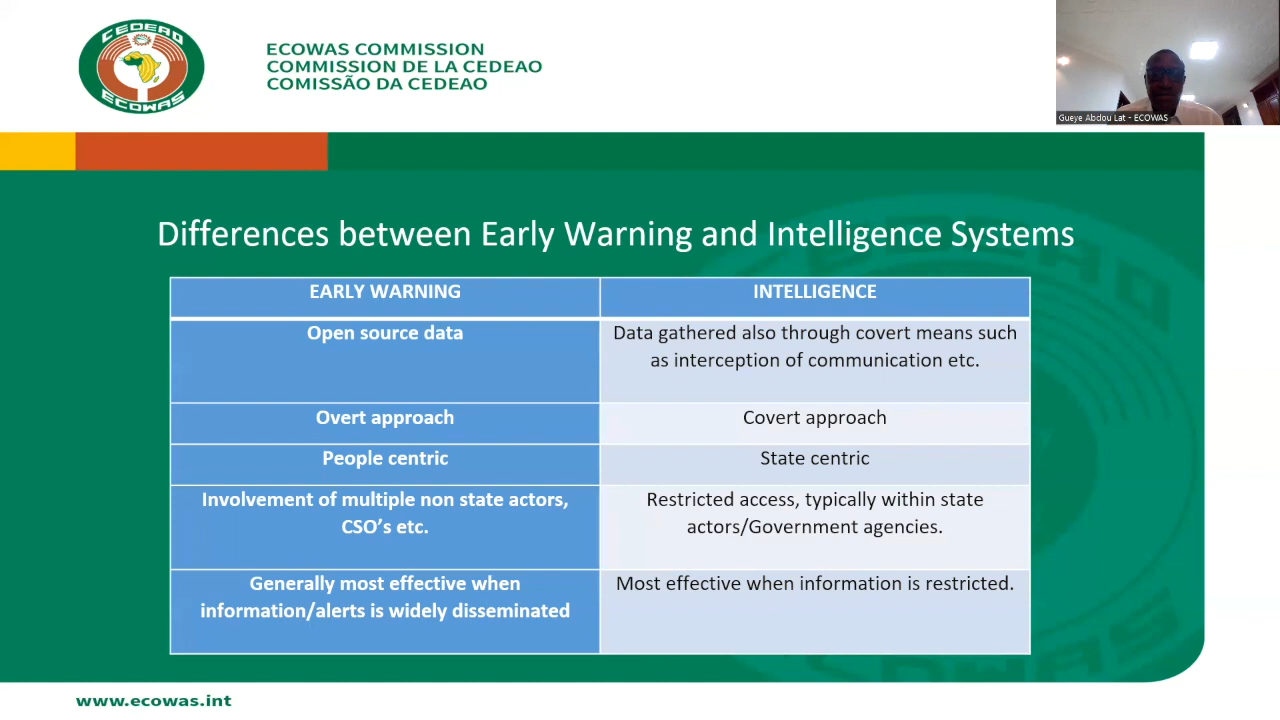 CEDEAO
ECOWAS
ECOWAS COMMISSION
COMMISSION DE LA CEDEAO
COMISSÃO DA CEDEAO
Gueye Abdou Lat - ECOWAS
Differences between Early Warning and Intelligence Systems
EARLY WARNING
INTELLIGENCE
Open source data
Data gathered also through covert means such
as interception of communication etc.
Overt approach
Covert approach
People centric
State centric
Involvement of multiple non state actors,
CSO's etc.
Restricted access, typically within state
actors/Government agencies.
Generally most effective when
information/alerts is widely disseminated
Most effective when information is restricted.
www.ecowas.int